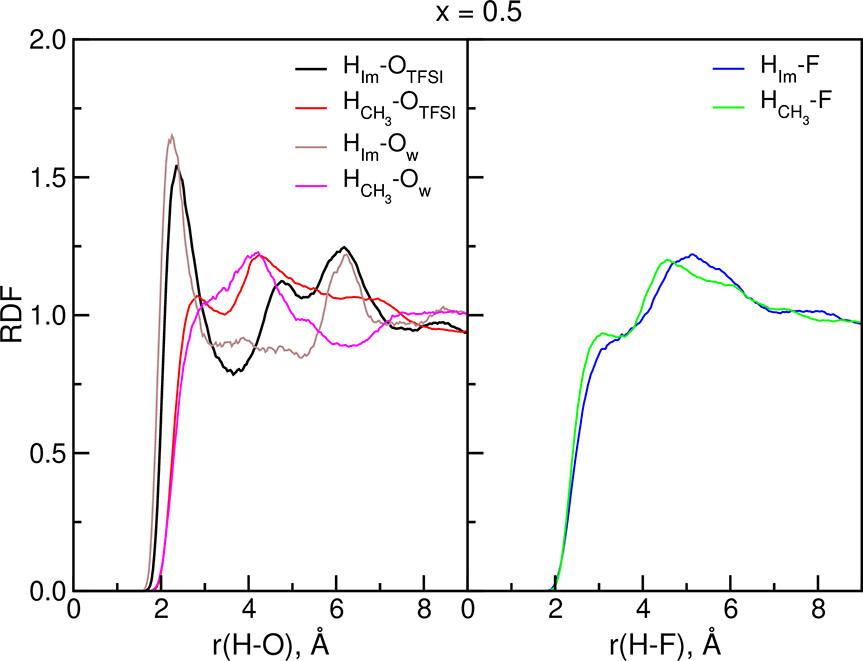 x = 0.5
2.0
1.5
1.0
0.5
0.0
RDF
H_Im-O_TFSI
H_CH3-O_TFSI
H_Im-O_w
H_CH3-O_w
H_Im-F
H_CH3-F
0 2 4 6 8 0 2 4 6 8
r(H-O), Å r(H-F), Å